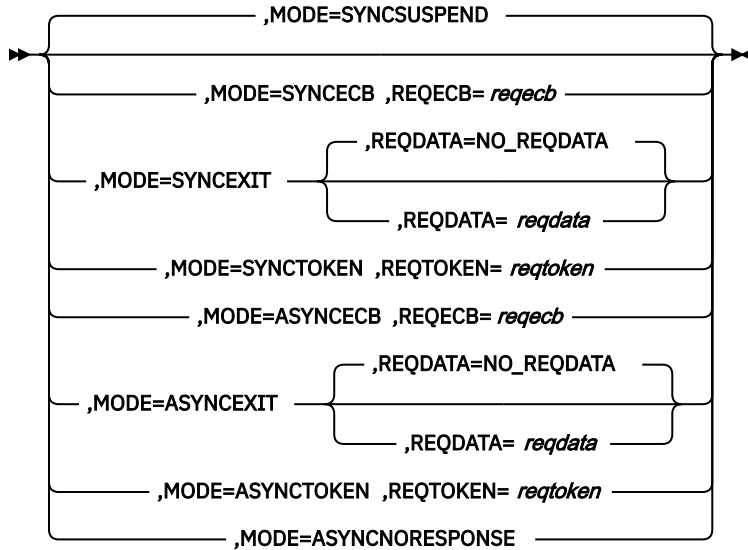 ,MODE=SYNCSUSPEND
,MODE=SYNCECB ,REQECB= reqecb
,REQDATA=NO_REQDATA
,MODE=SYNCEXIT
,REQDATA= reqdata
,MODE=SYNCTOKEN ,REQTOKEN= reqtoken
,MODE=ASYNCECB ,REQECB= reqecb
,REQDATA=NO_REQDATA
,MODE=ASYNCEXIT
,REQDATA= reqdata
,MODE=ASYNCTOKEN ,REQTOKEN= reqtoken
,MODE=ASYNCNORESPONSE